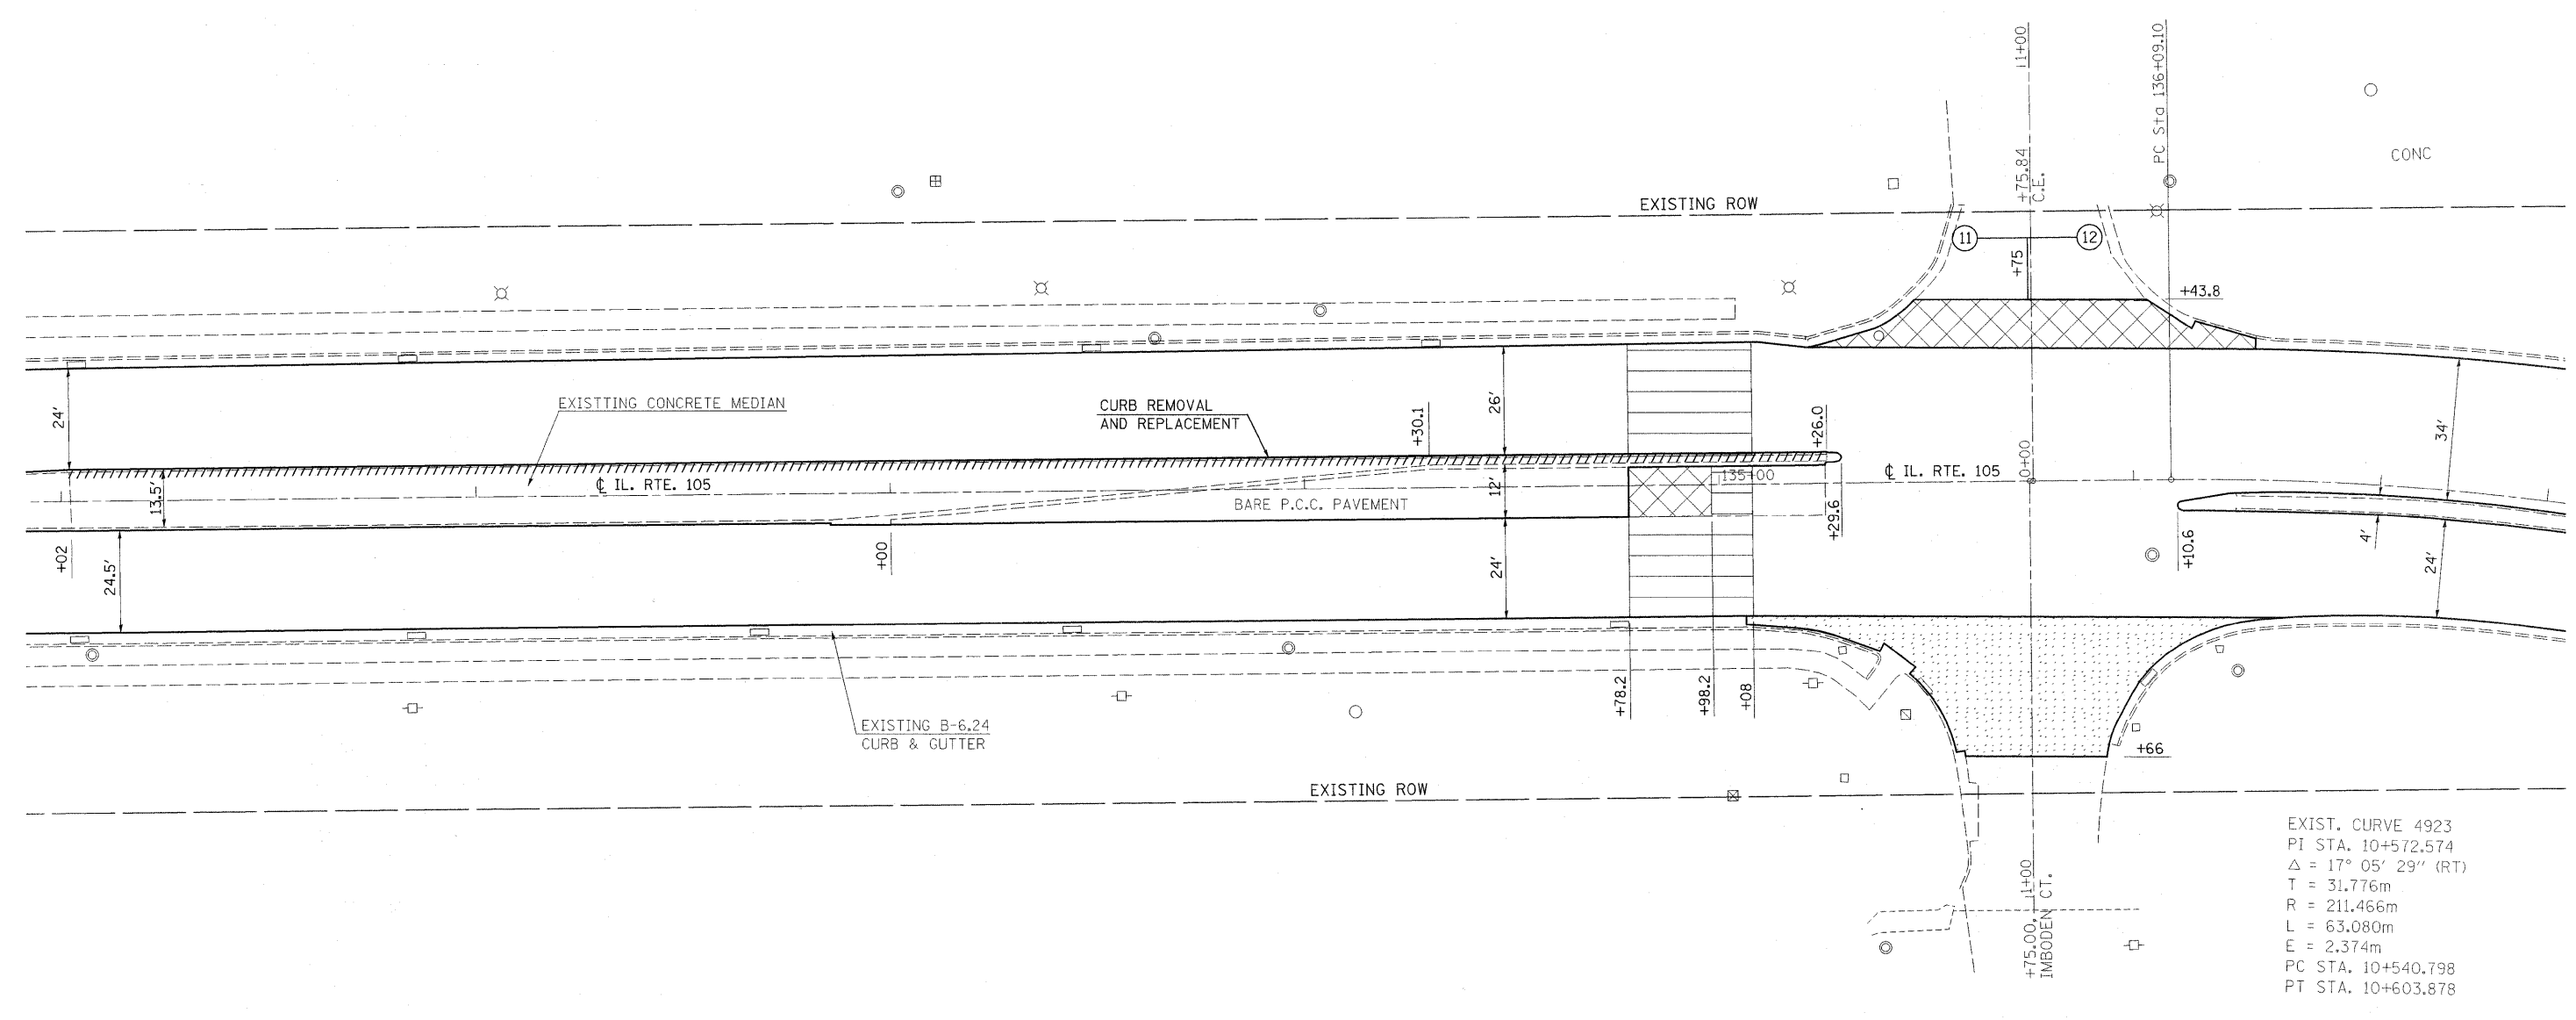 1+00
PC Sta 136+09.10
CONC
+75.84
C.E.
EXISTING ROW
11
12
+75
+43.8
24'
EXISTTING CONCRETE MEDIAN
CURB REMOVAL
AND REPLACEMENT
+30.1
26'
+26.0
34'
13.5'
℄ IL. RTE. 105
12'
BARE P.C.C. PAVEMENT
135+00
0+00
℄ IL. RTE. 105
+29.6
+02
24.5'
+00
24'
+10.6
4'
24'
+78.2
+98.2
+08
EXISTING B-6.24
CURB & GUTTER
+66
EXISTING ROW
1+00
+75.00,
IMBODEN CT.
EXIST. CURVE 4923
PI STA. 10+572.574
△ = 17° 05' 29" (RT)
T = 31.776m
R = 211.466m
L = 63.080m
E = 2.374m
PC STA. 10+540.798
PT STA. 10+603.878